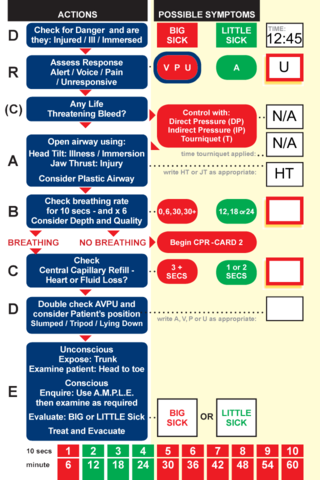 ACTIONS
POSSIBLE SYMPTOMS
D
Check for Danger and are
they: Injured / Ill / Immersed
BIG
SICK
LITTLE
SICK
TIME:
12:45
R
Assess Response
Alert / Voice / Pain
/ Unresponsive
V P U
A
U
(C)
Any Life
Threatening Bleed?
Control with:
Direct Pressure (DP)
Indirect Pressure (IP)
Tourniquet (T)
N/A
time tourniquet applied:
N/A
A
Open airway using:
Head Tilt: Illness / Immersion
Jaw Thrust: Injury
Consider Plastic Airway
write HT or JT as appropriate:
HT
B
Check breathing rate
for 10 secs - and x 6
Consider Depth and Quality
0,6,30,30+
12,18 or 24
BREATHING
NO BREATHING
Begin CPR -CARD 2
C
Check
Central Capillary Refill -
Heart or Fluid Loss?
3 +
SECS
1 or 2
SECS
D
Double check AVPU and
consider Patient's position
Slumped / Tripod / Lying Down
write A, V, P or U as appropriate:
E
Unconscious
Expose: Trunk
Examine patient: Head to toe
Conscious
Enquire: Use A.M.P.L.E.
then examine as required
Evaluate: BIG or LITTLE Sick
Treat and Evacuate
BIG
SICK
OR
LITTLE
SICK
10 secs 1 2 3 4 5 6 7 8 9 10
minute 6 12 18 24 30 36 42 48 54 60